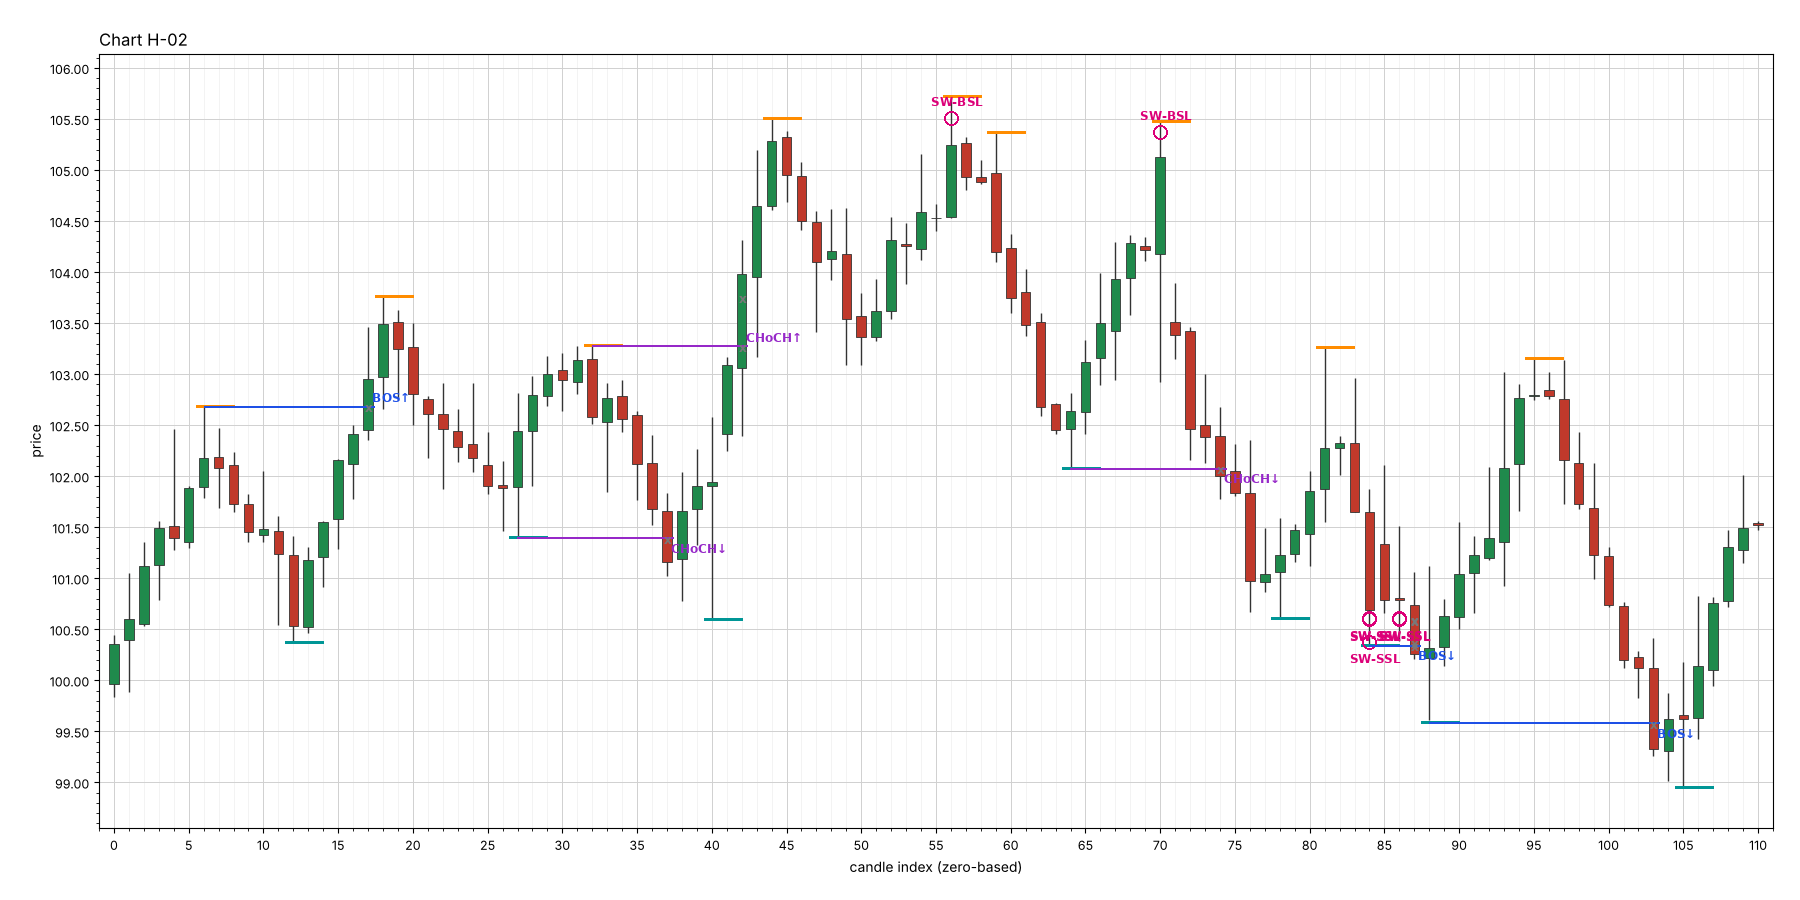 Chart H-02
106.00
105.50
105.00
104.50
104.00
103.50
103.00
102.50
102.00
101.50
101.00
100.50
100.00
99.50
99.00
price
SW-BSL
SW-BSL
CHoCH↑
BOS↑
CHoCH↓
CHoCH↓
SW-SSL
SW-SSL
SW-SSL
BOS↓
BOS↓
0 5 10 15 20 25 30 35 40 45 50 55 60 65 70 75 80 85 90 95 100 105 110
candle index (zero-based)